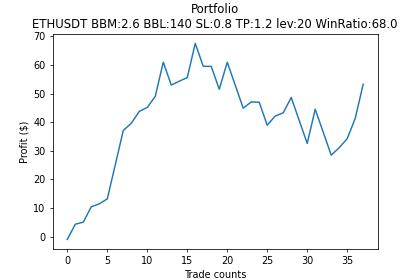 Portfolio
ETHUSDT BBM:2.6 BBL:140 SL:0.8 TP:1.2 lev:20 WinRatio:68.0
70
60
50
40
30
20
10
0
Profit ($)
0 5 10 15 20 25 30 35
Trade counts